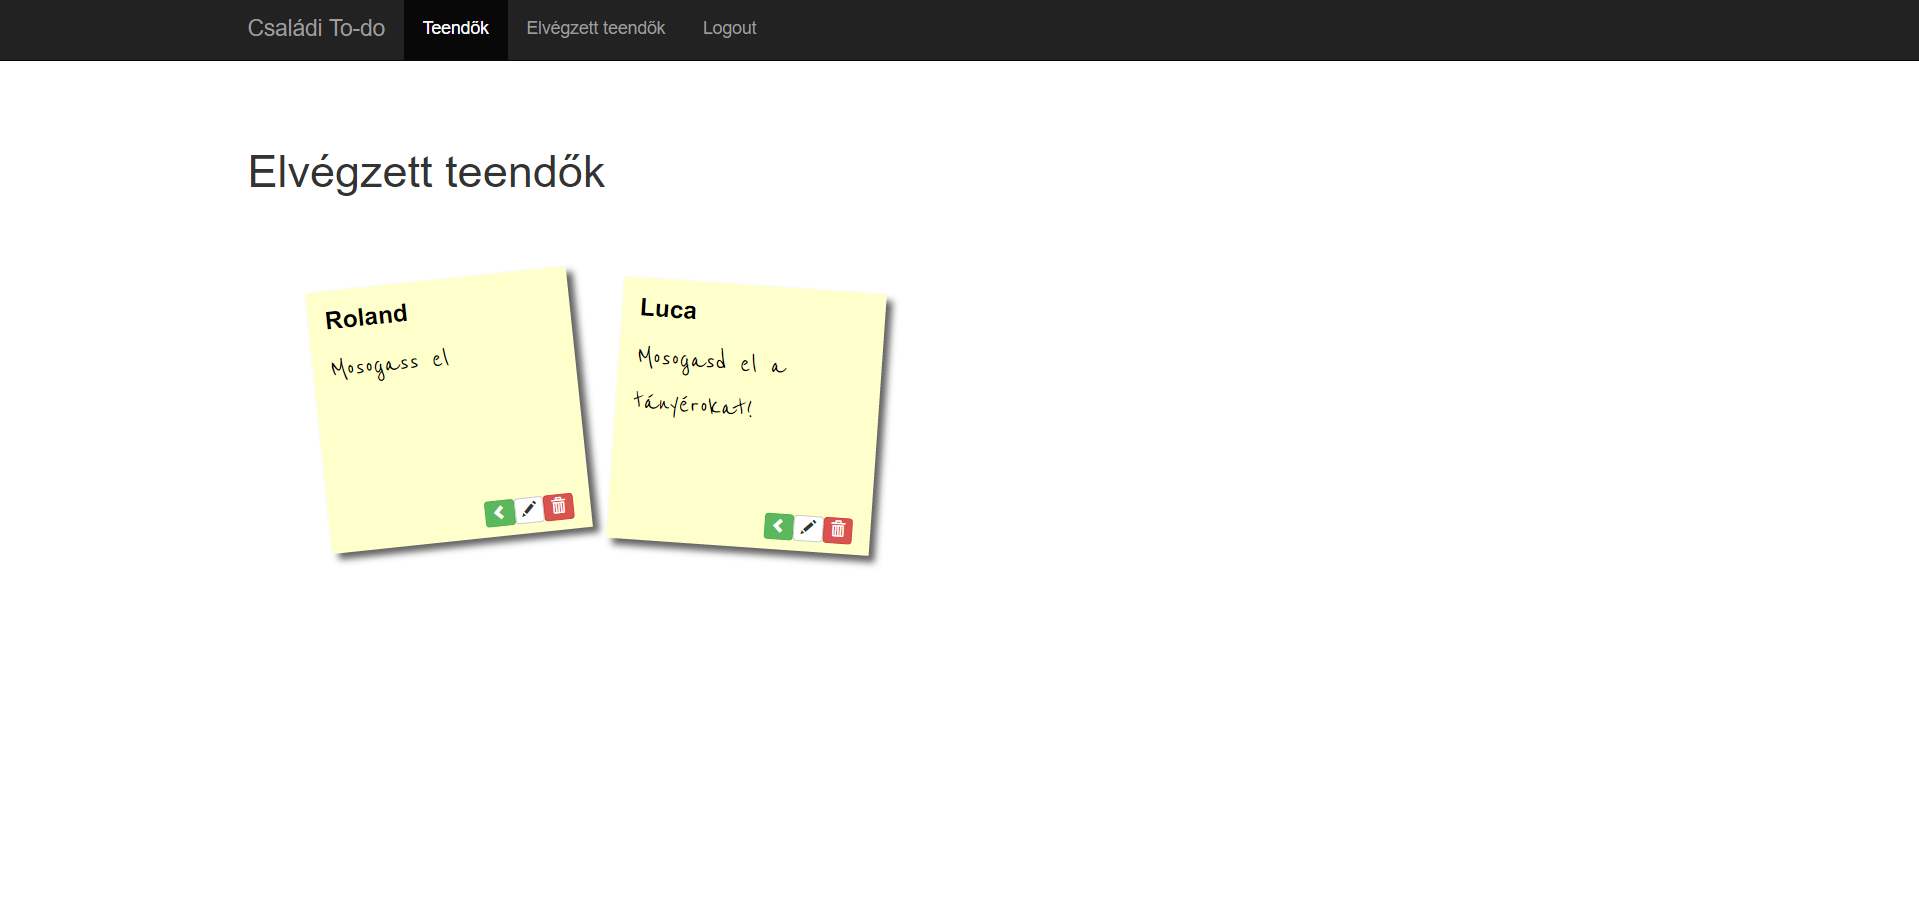 Családi To-do Teendők Elvégzett teendők Logout
Elvégzett teendők
Roland
Mosogass el
Luca
Mosogasd el a
tányérokat!